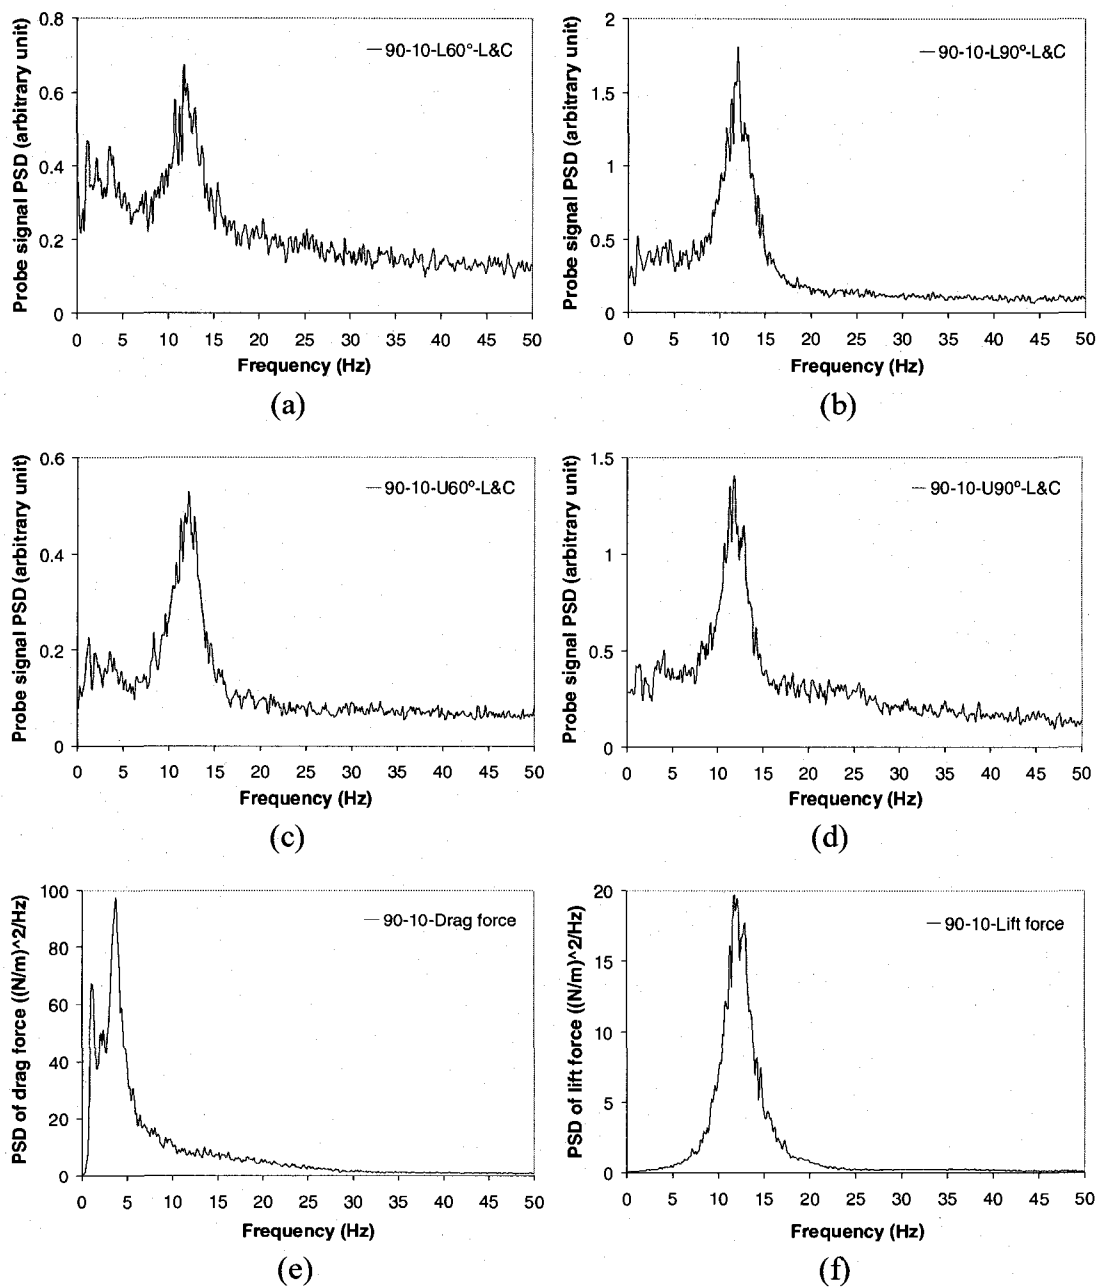 Probe signal PSD (arbitrary unit)
0.8
0.6
0.4
0.2
0
— 90-10-L60°-L&C
0 5 10 15 20 25 30 35 40 45 50
Frequency (Hz)
(a)
Probe signal PSD (arbitrary unit)
2
1.5
1
0.5
0
— 90-10-L90º-L&C
0 5 10 15 20 25 30 35 40 45 50
Frequency (Hz)
(b)
Probe signal PSD (arbitrary unit)
0.6
0.4
0.2
0
— 90-10-U60º-L&C
0 5 10 15 20 25 30 35 40 45 50
Frequency (Hz)
(c)
Probe signal PSD (arbitrary unit)
1.5
1
0.5
0
— 90-10-U90º-L&C
0 5 10 15 20 25 30 35 40 45 50
Frequency (Hz)
(d)
PSD of drag force ((N/m)^2/Hz)
100
80
60
40
20
0
— 90-10-Drag force
0 5 10 15 20 25 30 35 40 45 50
Frequency (Hz)
(e)
PSD of lift force ((N/m)^2/Hz)
20
15
10
5
0
— 90-10-Lift force
0 5 10 15 20 25 30 35 40 45 50
Frequency (Hz)
(f)